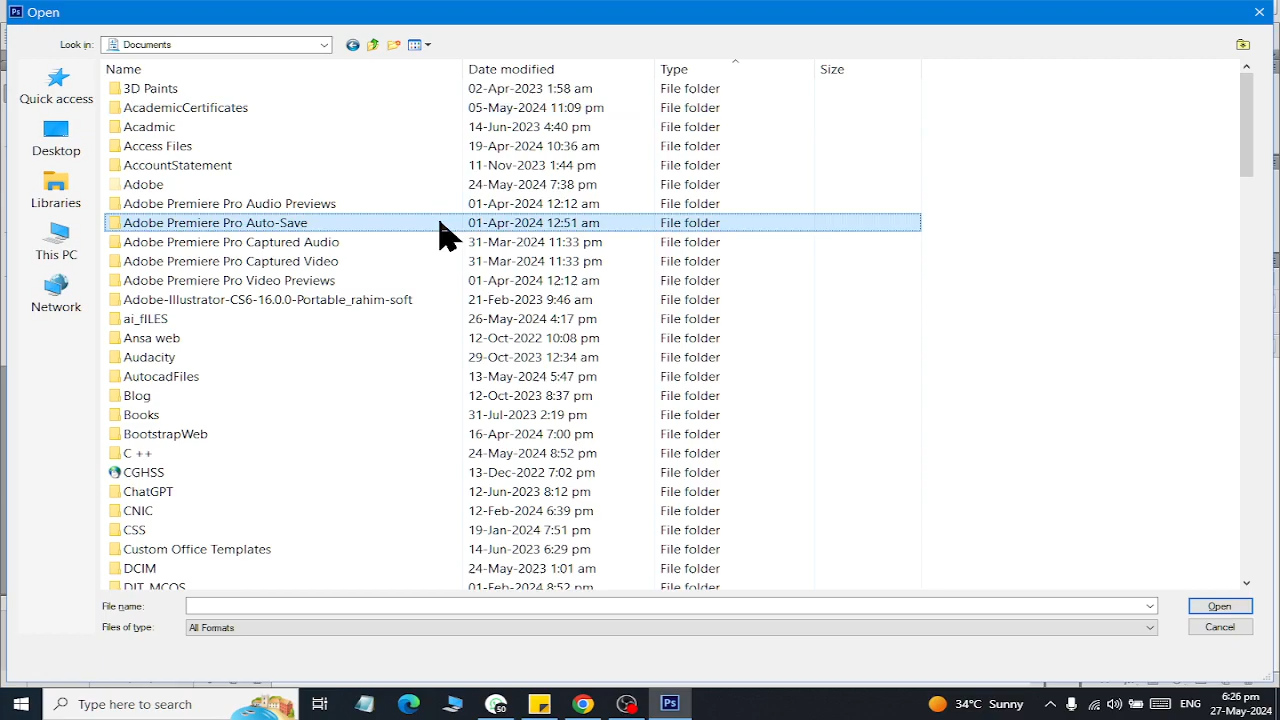 Ps Open
Look in: Documents
Name Date modified Type Size
3D Paints 02-Apr-2023 1:58 am File folder
AcademicCertificates 05-May-2024 11:09 pm File folder
Acadmic 14-Jun-2023 4:40 pm File folder
Access Files 19-Apr-2024 10:36 am File folder
AccountStatement 11-Nov-2023 1:44 pm File folder
Adobe 24-May-2024 7:38 pm File folder
Adobe Premiere Pro Audio Previews 01-Apr-2024 12:12 am File folder
Adobe Premiere Pro Auto-Save 01-Apr-2024 12:51 am File folder
Adobe Premiere Pro Captured Audio 31-Mar-2024 11:33 pm File folder
Adobe Premiere Pro Captured Video 31-Mar-2024 11:33 pm File folder
Adobe Premiere Pro Video Previews 01-Apr-2024 12:12 am File folder
Adobe-Illustrator-CS6-16.0.0-Portable_rahim-soft 21-Feb-2023 9:46 am File folder
ai_fILES 26-May-2024 4:17 pm File folder
Ansa web 12-Oct-2022 10:08 pm File folder
Audacity 29-Oct-2023 12:34 am File folder
AutocadFiles 13-May-2024 5:47 pm File folder
Blog 12-Oct-2023 8:37 pm File folder
Books 31-Jul-2023 2:19 pm File folder
BootstrapWeb 16-Apr-2024 7:00 pm File folder
C ++ 24-May-2024 8:52 pm File folder
CGHSS 13-Dec-2022 7:02 pm File folder
ChatGPT 12-Jun-2023 8:12 pm File folder
CNIC 12-Feb-2024 6:39 pm File folder
CSS 19-Jan-2024 7:51 pm File folder
Custom Office Templates 14-Jun-2023 6:29 pm File folder
DCIM 24-May-2023 1:01 am File folder
DIT_MCQS 01-Feb-2024 8:52 pm File folder
Quick access
Desktop
Libraries
This PC
Network
File name: Open
Files of type: All Formats Cancel
Type here to search Ps 34°C Sunny ENG 6:26 pm
27-May-2024